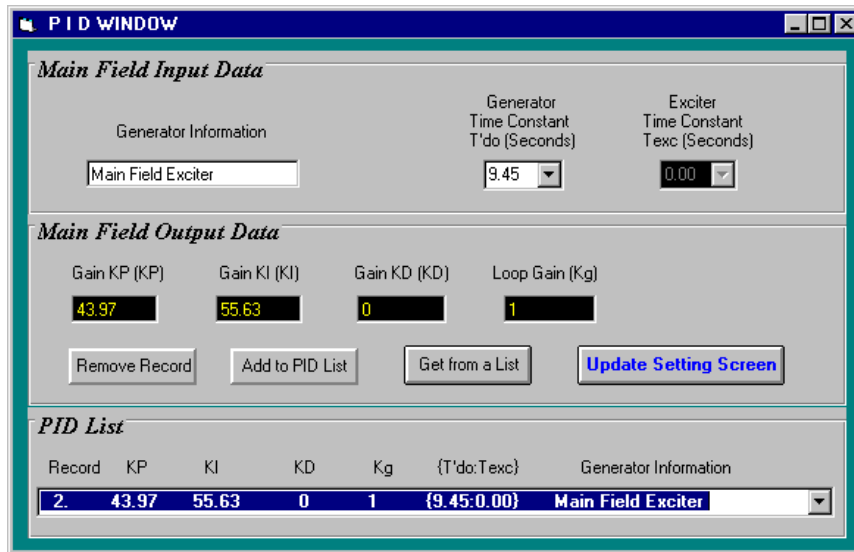 P I D WINDOW
Main Field Input Data
Generator Information
Generator
Time Constant
T'do (Seconds)
Exciter
Time Constant
Texc (Seconds)
Main Field Exciter
9.45
0.00
Main Field Output Data
Gain KP (KP) Gain KI (KI) Gain KD (KD) Loop Gain (Kg)
43.97 55.63 0 1
Remove Record Add to PID List Get from a List Update Setting Screen
PID List
Record KP KI KD Kg {T'do:Texc} Generator Information
2. 43.97 55.63 0 1 {9.45:0.00} Main Field Exciter